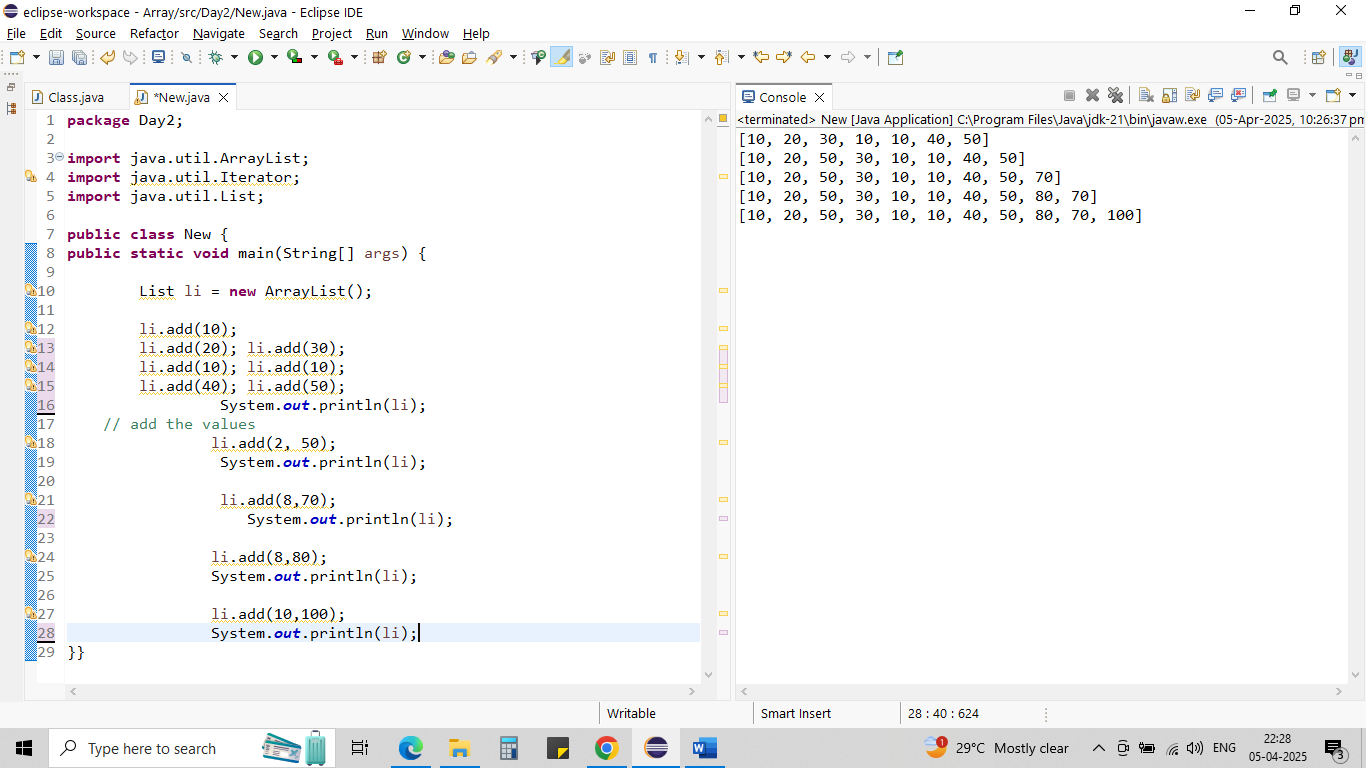 eclipse-workspace - Array/src/Day2/New.java - Eclipse IDE
File Edit Source Refactor Navigate Search Project Run Window Help
Class.java *New.java
1 package Day2;
2
3 import java.util.ArrayList;
4 import java.util.Iterator;
5 import java.util.List;
6
7 public class New {
8 public static void main(String[] args) {
9
10 List li = new ArrayList();
11
12 li.add(10);
13 li.add(20); li.add(30);
14 li.add(10); li.add(10);
15 li.add(40); li.add(50);
16 System.out.println(li);
17 // add the values
18 li.add(2, 50);
19 System.out.println(li);
20
21 li.add(8,70);
22 System.out.println(li);
23
24 li.add(8,80);
25 System.out.println(li);
26
27 li.add(10,100);
28 System.out.println(li);
29 }}
Console
<terminated> New [Java Application] C:\Program Files\Java\jdk-21\bin\javaw.exe (05-Apr-2025, 10:26:37 pm
[10, 20, 30, 10, 10, 40, 50]
[10, 20, 50, 30, 10, 10, 40, 50]
[10, 20, 50, 30, 10, 10, 40, 50, 70]
[10, 20, 50, 30, 10, 10, 40, 50, 80, 70]
[10, 20, 50, 30, 10, 10, 40, 50, 80, 70, 100]
Writable Smart Insert 28 : 40 : 624
Type here to search
1 29°C Mostly clear ENG 22:28
05-04-2025
3